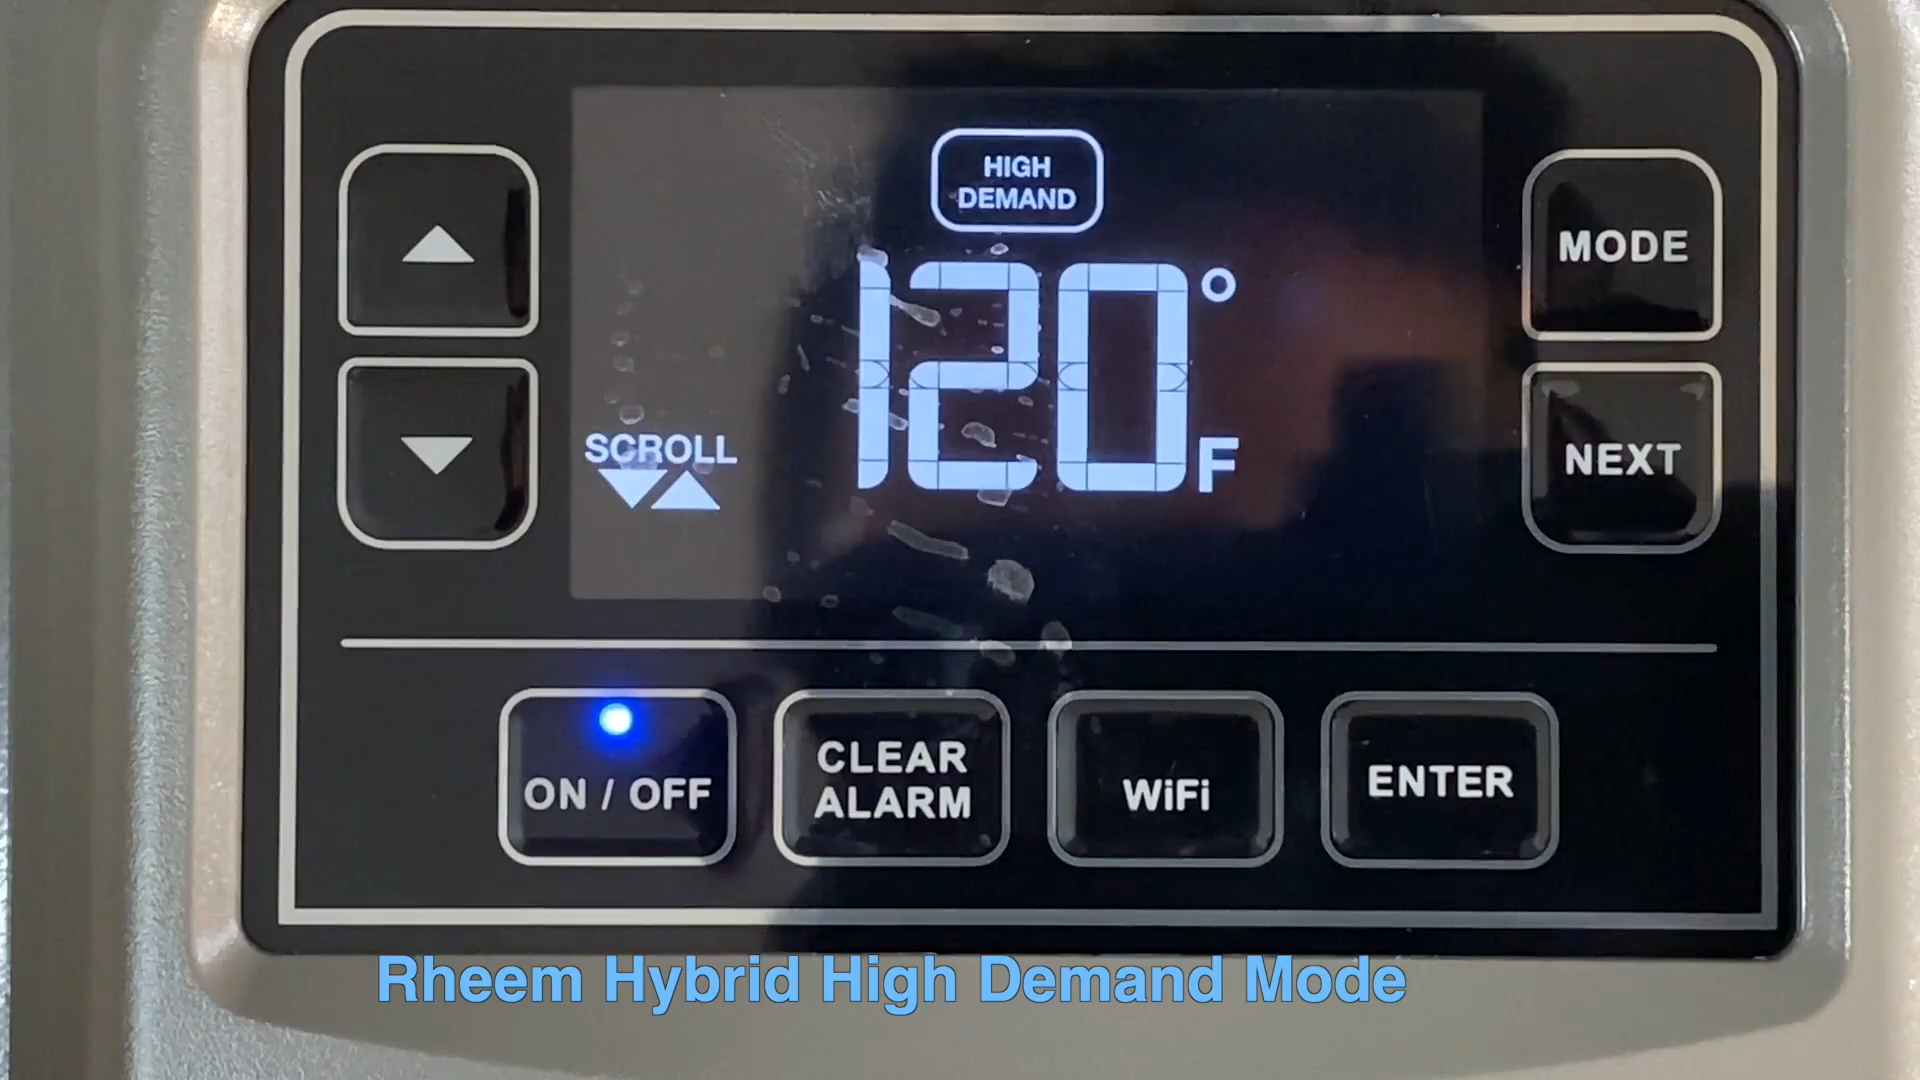 HIGH
DEMAND
120°F
SCROLL
MODE
NEXT
ON / OFF
CLEAR
ALARM
WiFi
ENTER
Rheem Hybrid High Demand Mode